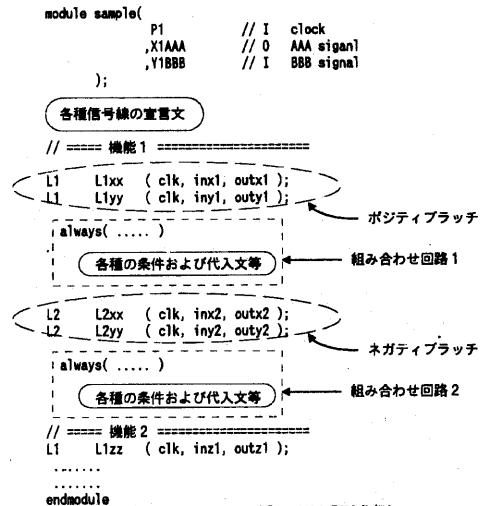 module sample(
P1 // I clock
,X1AAA // O AAA siganl
,Y1BBB // I BBB signal
);
各種信号線の宣言文
// ===== 機能1 =====================
L1 L1xx ( clk, inx1, outx1 );
L1 L1yy ( clk, iny1, outy1 );
ポジティブラッチ
always( ..... )
各種の条件および代入文等
組み合わせ回路1
L2 L2xx ( clk, inx2, outx2 );
L2 L2yy ( clk, iny2, outy2 );
ネガティブラッチ
always( ..... )
各種の条件および代入文等
組み合わせ回路2
// ===== 機能2 =====================
L1 L1zz ( clk, inz1, outz1 );
.......
.......
endmodule